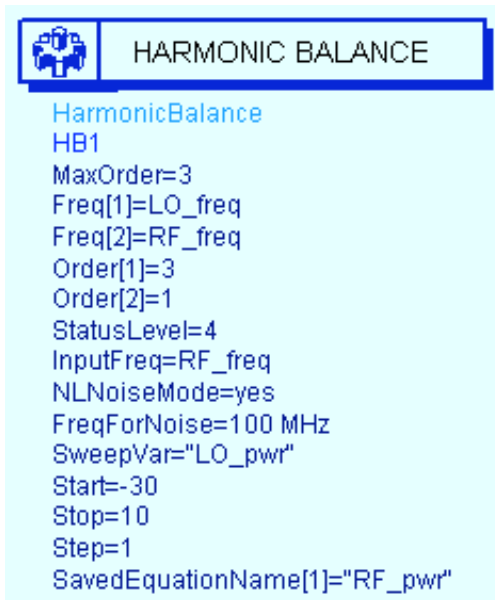 HARMONIC BALANCE
HarmonicBalance
HB1
MaxOrder=3
Freq[1]=LO_freq
Freq[2]=RF_freq
Order[1]=3
Order[2]=1
StatusLevel=4
InputFreq=RF_freq
NLNoiseMode=yes
FreqForNoise=100 MHz
SweepVar="LO_pwr"
Start=-30
Stop=10
Step=1
SavedEquationName[1]="RF_pwr"